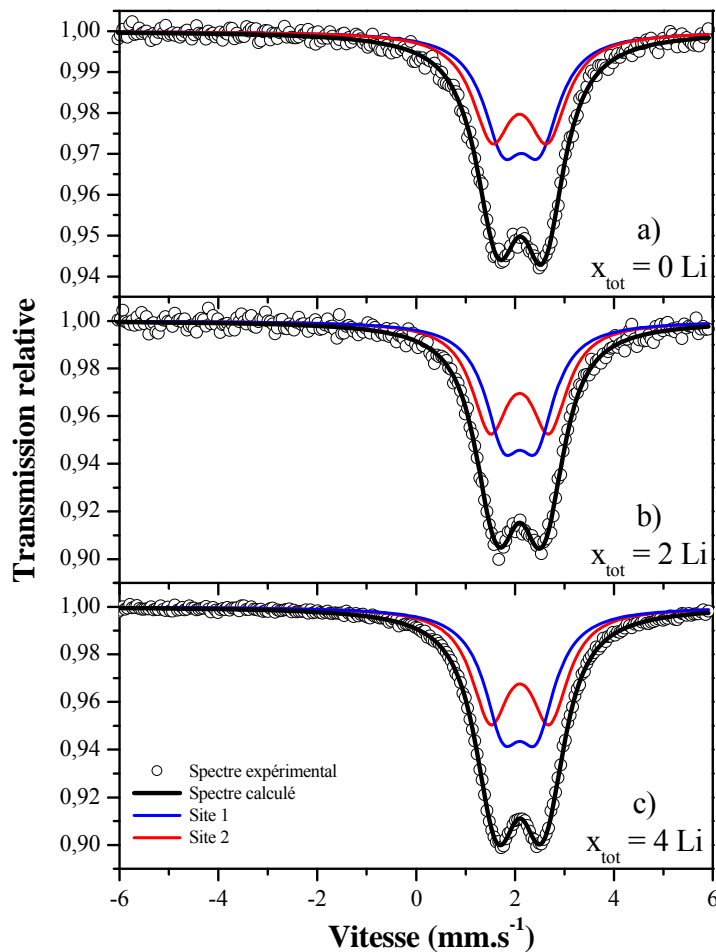 Transmission relative
1,00
0,99
0,98
0,97
0,96
0,95
0,94
a)
x_tot = 0 Li
1,00
0,98
0,96
0,94
0,92
0,90
b)
x_tot = 2 Li
1,00
0,98
0,96
0,94
0,92
0,90
Spectre expérimental
Spectre calculé
Site 1
Site 2
c)
x_tot = 4 Li
-6 -4 -2 0 2 4 6
Vitesse (mm.s⁻¹)